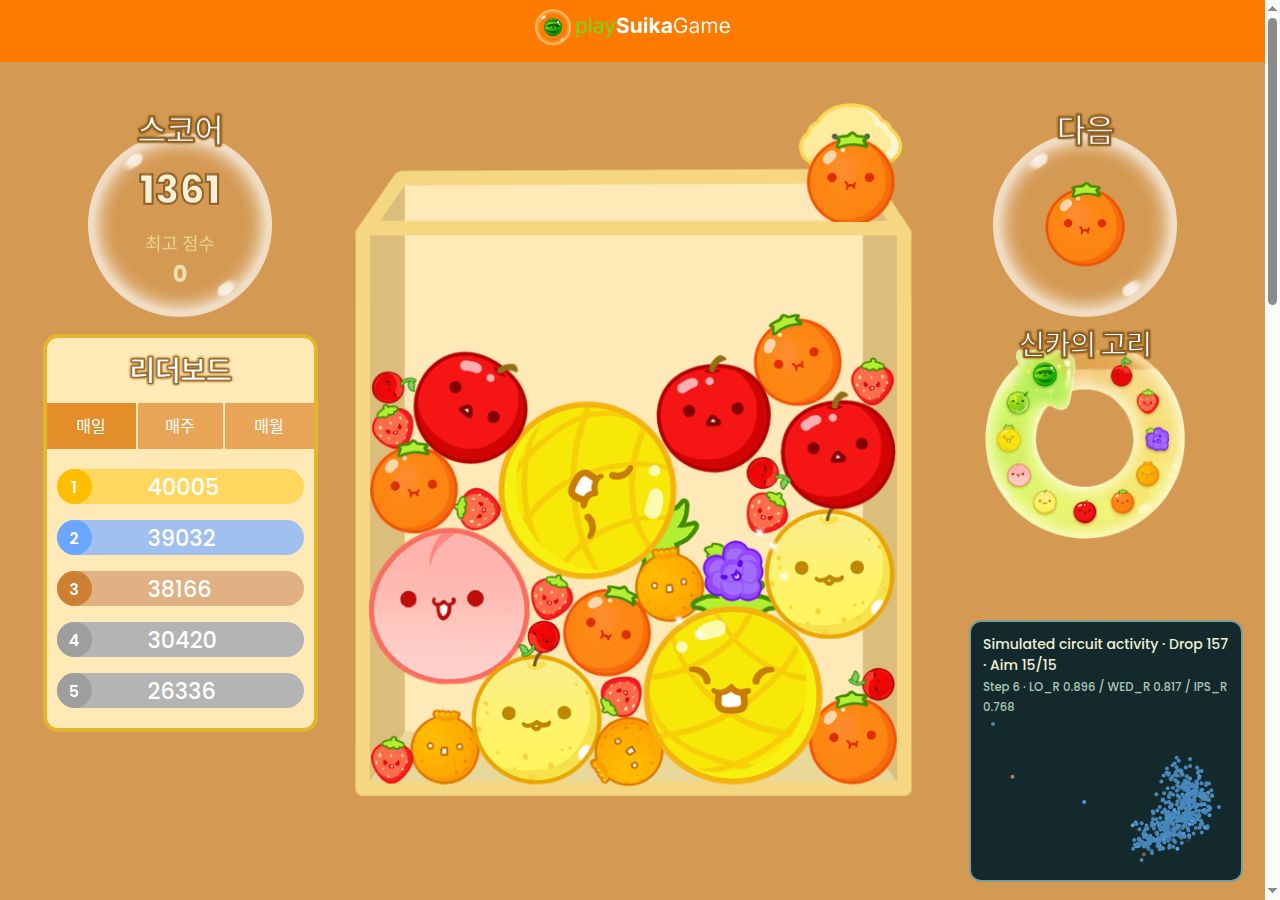 playSuikaGame
스코어
1361
최고 점수
0
다음
신카의 고리
리더보드
매일
매주
매월
1 40005
2 39032
3 38166
4 30420
5 26336
Simulated circuit activity · Drop 157
· Aim 15/15
Step 6 · LO_R 0.896 / WED_R 0.817 / IPS_R
0.768